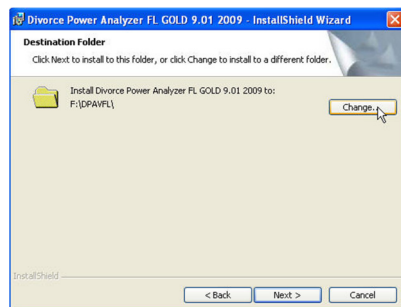 Divorce Power Analyzer FL GOLD 9.01 2009 - InstallShield Wizard
Destination Folder
Click Next to install to this folder, or click Change to install to a different folder.
Install Divorce Power Analyzer FL GOLD 9.01 2009 to:
F:\DPAVFL\
Change...
InstallShield
< Back Next > Cancel